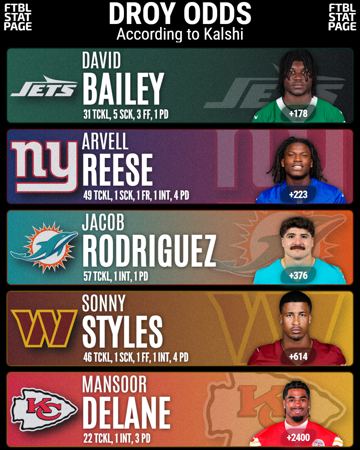 FTBL
STAT
PAGE
DROY ODDS
According to Kalshi
FTBL
STAT
PAGE
JETS
DAVID
BAILEY
31 TCKL, 5 SCK, 3 FF, 1 PD
+178
ny
ARVELL
REESE
49 TCKL, 1 SCK, 1 FR, 1 INT, 4 PD
+223
JACOB
RODRIGUEZ
57 TCKL, 1 INT, 1 PD
+376
W
SONNY
STYLES
46 TCKL, 1 SCK, 1 FF, 1 INT, 4 PD
+614
KC
MANSOOR
DELANE
22 TCKL, 1 INT, 3 PD
+2400